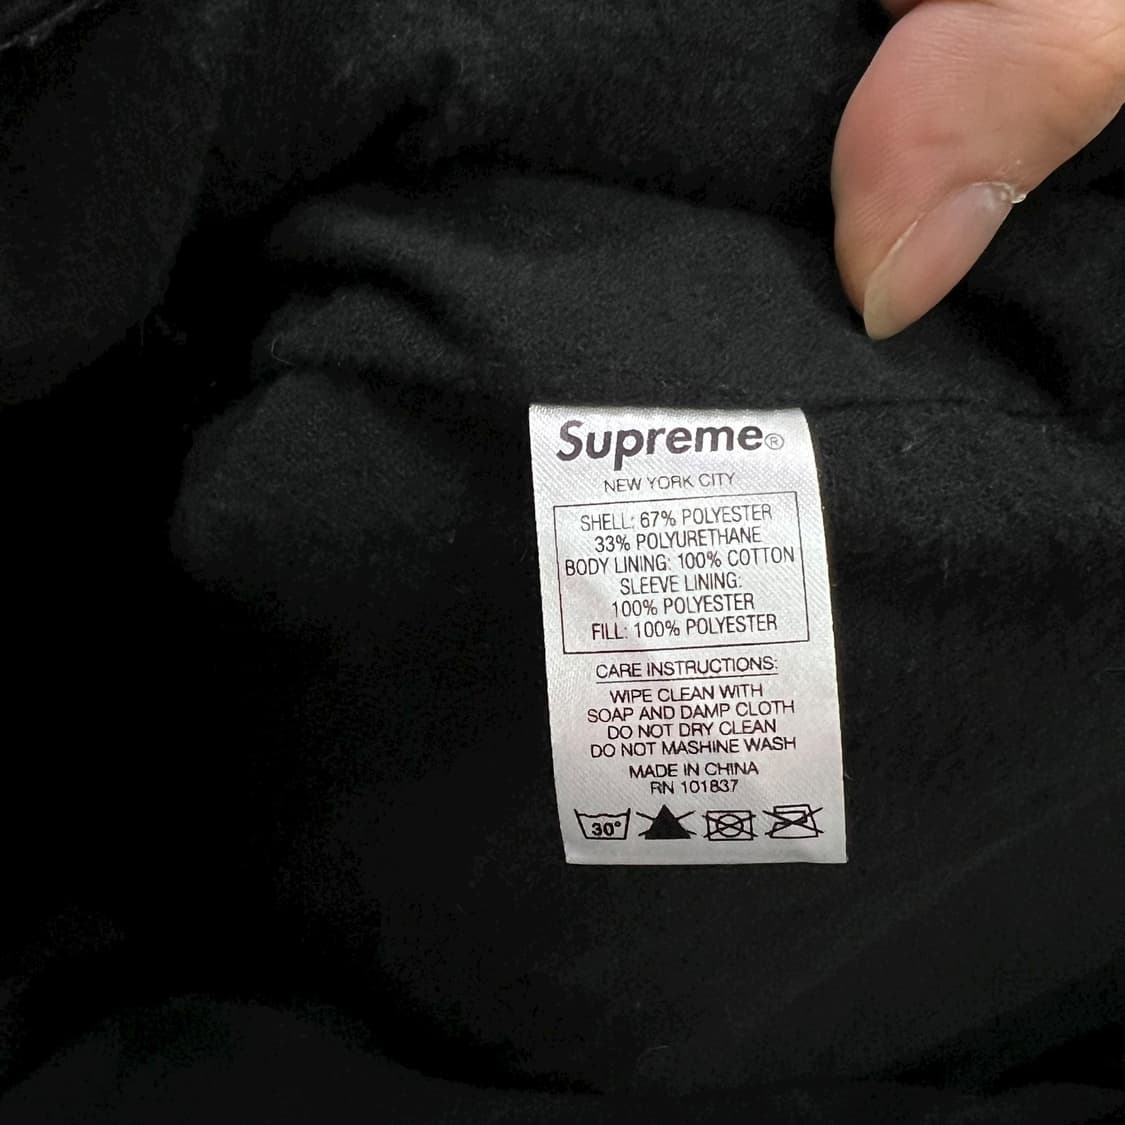 Supreme®
NEW YORK CITY
SHELL: 67% POLYESTER
33% POLYURETHANE
BODY LINING: 100% COTTON
SLEEVE LINING:
100% POLYESTER
FILL: 100% POLYESTER
CARE INSTRUCTIONS:
WIPE CLEAN WITH
SOAP AND DAMP CLOTH
DO NOT DRY CLEAN
DO NOT MASHINE WASH
MADE IN CHINA
RN 101837
30°